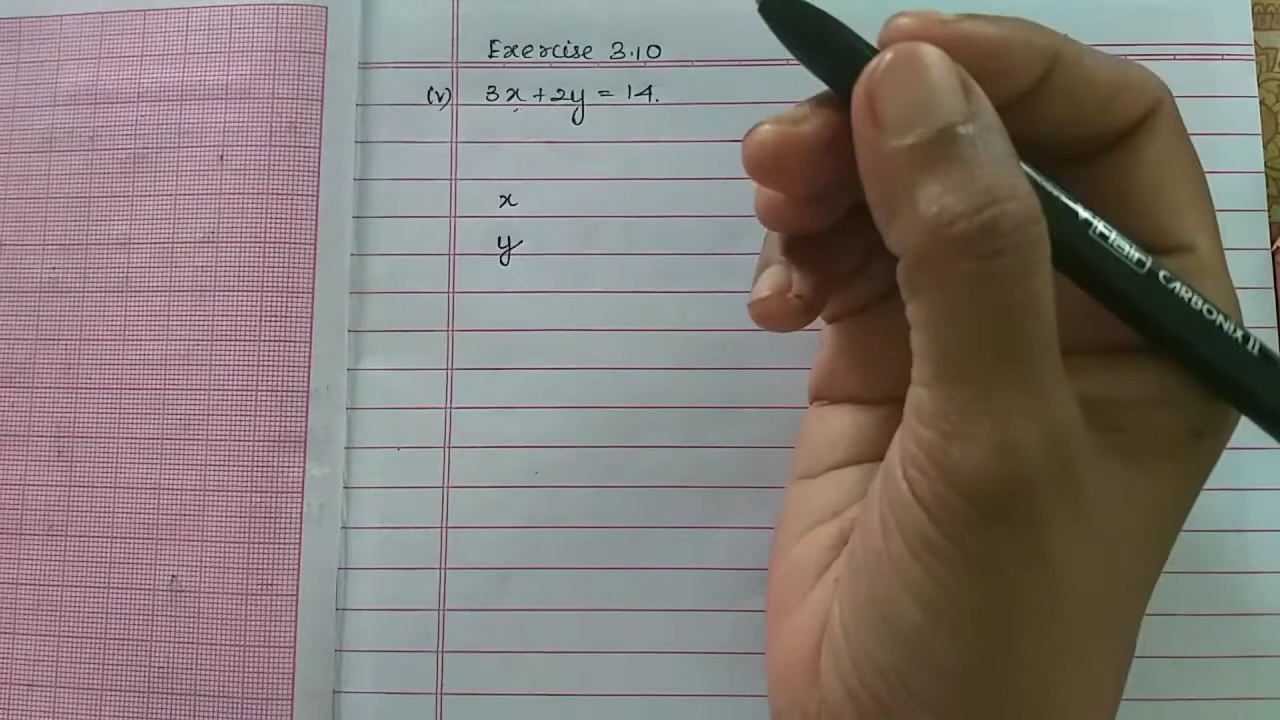 Exercise 3.10
(v) 3x + 2y = 14.
x
y
Flair CARBONIX II